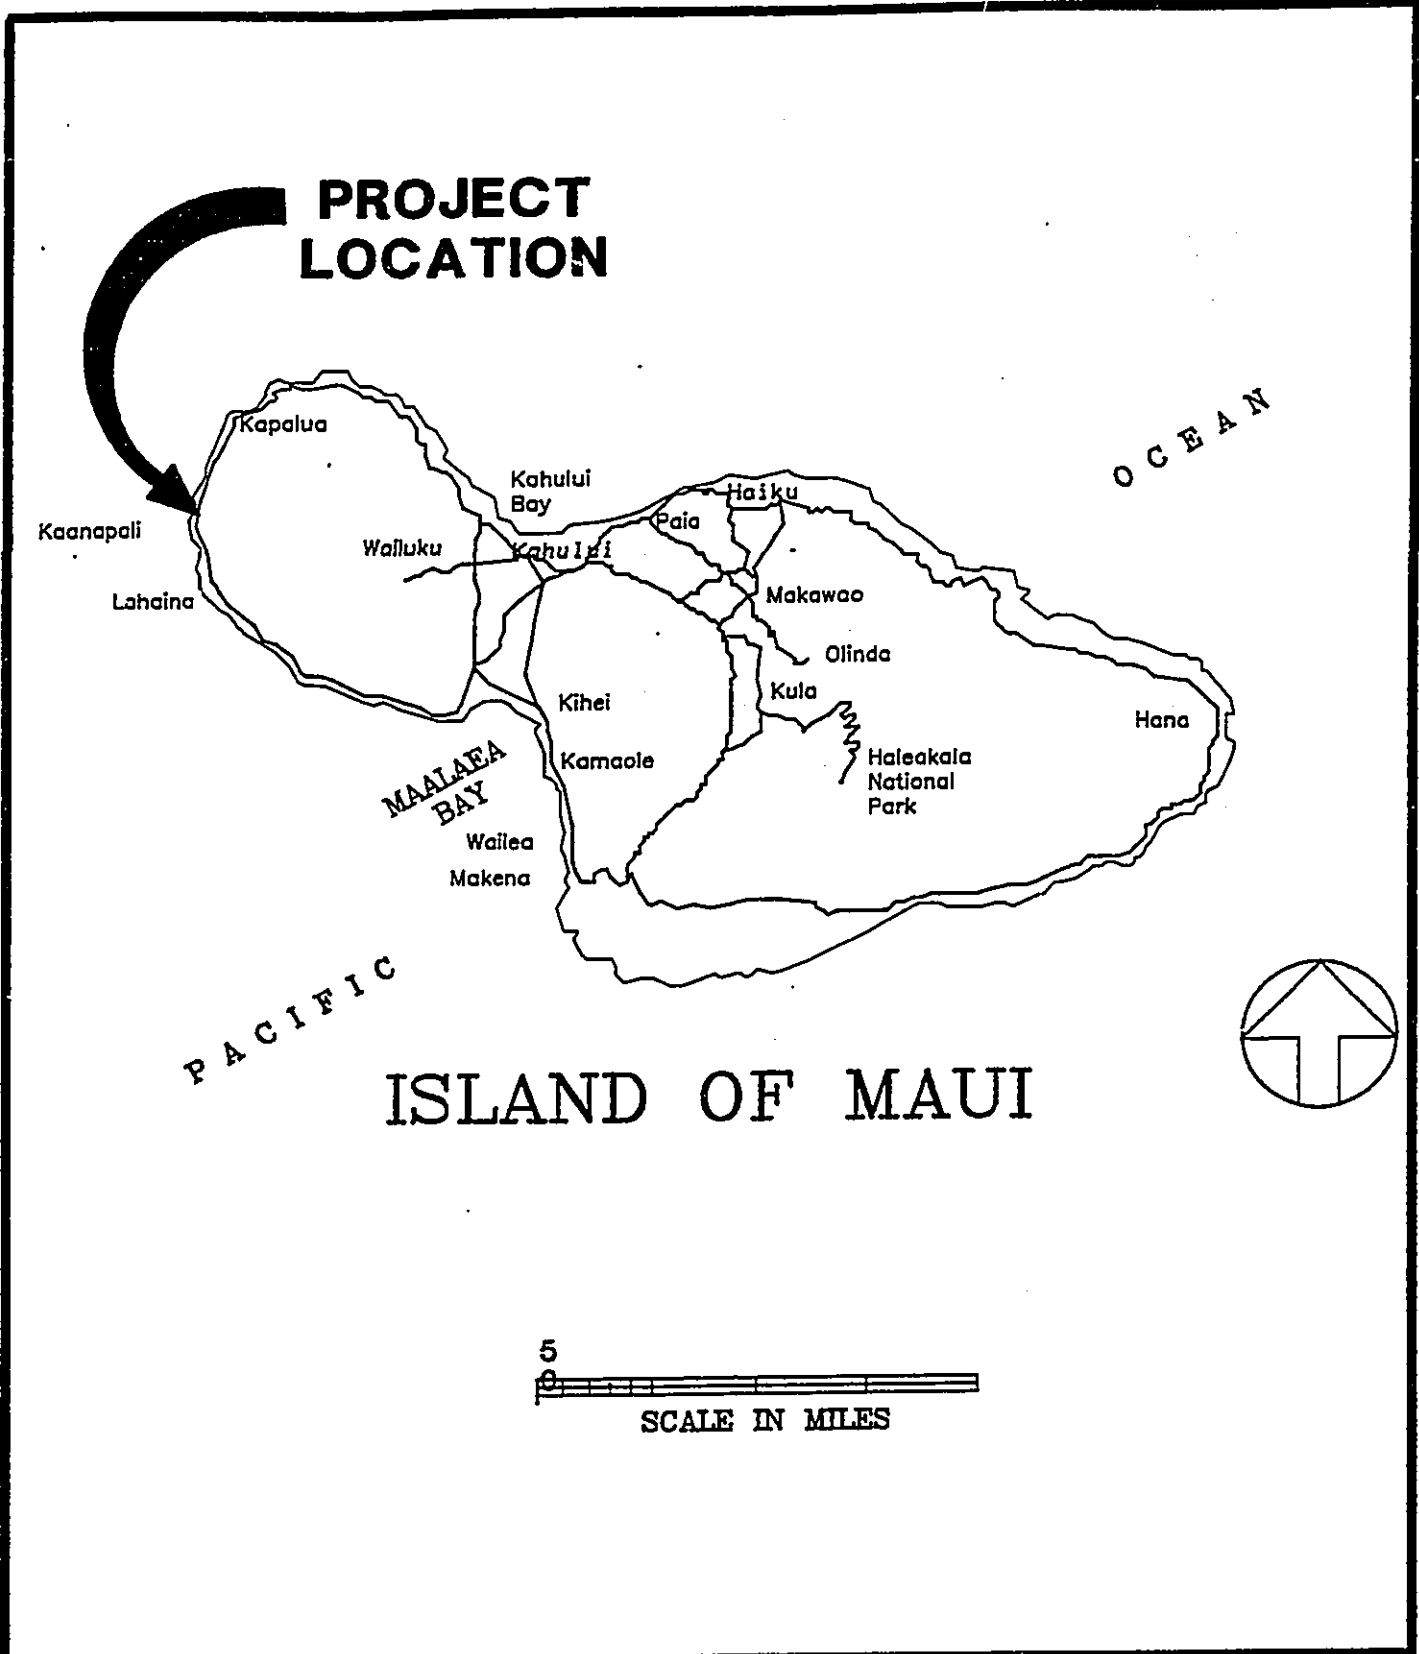 PROJECT
LOCATION
Kapalua
OCEAN
Kahului
Bay
Haiku
Paia
Kaanapali
Wailuku
Kahului
Lahaina
Makawao
Olinda
Kula
Kihei
Hana
Kamaole
Haleakala
National
Park
MAALAEA
BAY
Wailea
Makena
PACIFIC
ISLAND OF MAUI
5
0
SCALE IN MILES